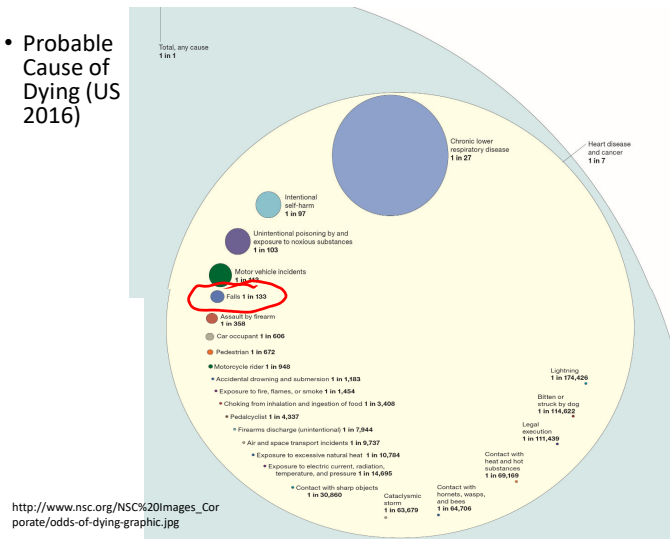 • Probable
Cause of
Dying (US
2016)
Total, any cause
1 in 1
Chronic lower
respiratory disease
1 in 27
Heart disease
and cancer
1 in 7
Intentional
self-harm
1 in 97
Unintentional poisoning by and
exposure to noxious substances
1 in 103
Motor vehicle incidents
1 in
Falls 1 in 133
Assault by firearm
1 in 358
Car occupant 1 in 606
Pedestrian 1 in 672
Motorcycle rider 1 in 948
Accidental drowning and submersion 1 in 1,183
Exposure to fire, flames, or smoke 1 in 1,454
Choking from inhalation and ingestion of food 1 in 3,408
Pedalcyclist 1 in 4,337
Firearms discharge (unintentional) 1 in 7,944
Air and space transport incidents 1 in 9,737
Exposure to excessive natural heat 1 in 10,784
Exposure to electric current, radiation,
temperature, and pressure 1 in 14,695
Contact with sharp objects
1 in 30,860
Cataclysmic
storm
1 in 63,679
Contact with
hornets, wasps,
and bees
1 in 64,706
Contact with
heat and hot
substances
1 in 69,169
Legal
execution
1 in 111,439
Bitten or
struck by dog
1 in 114,622
Lightning
1 in 174,426
http://www.nsc.org/NSC%20Images_Cor
porate/odds-of-dying-graphic.jpg